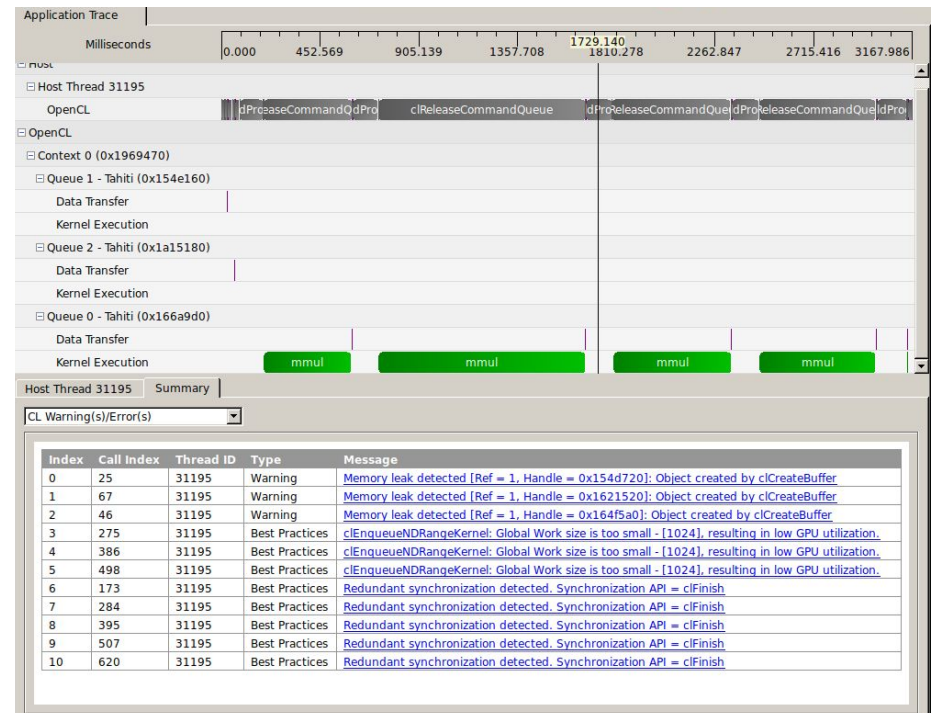 Application Trace
Milliseconds
0.000 452.569 905.139 1357.708 1729.140 1810.278 2262.847 2715.416 3167.986
Host
Host Thread 31195
OpenCL dPro easeCommandQ dPro clReleaseCommandQueue dPro ReleaseCommandQue dPro ReleaseCommandQue ldPro
OpenCL
Context 0 (0x1969470)
Queue 1 - Tahiti (0x154e160)
Data Transfer
Kernel Execution
Queue 2 - Tahiti (0x1a15180)
Data Transfer
Kernel Execution
Queue 0 - Tahiti (0x166a9d0)
Data Transfer
Kernel Execution mmul mmul mmul mmul
Host Thread 31195 Summary
CL Warning(s)/Error(s)
Index Call Index Thread ID Type Message
0 25 31195 Warning Memory leak detected [Ref = 1, Handle = 0x154d720]: Object created by clCreateBuffer
1 67 31195 Warning Memory leak detected [Ref = 1, Handle = 0x1621520]: Object created by clCreateBuffer
2 46 31195 Warning Memory leak detected [Ref = 1, Handle = 0x164f5a0]: Object created by clCreateBuffer
3 275 31195 Best Practices clEnqueueNDRangeKernel: Global Work size is too small - [1024], resulting in low GPU utilization.
4 386 31195 Best Practices clEnqueueNDRangeKernel: Global Work size is too small - [1024], resulting in low GPU utilization.
5 498 31195 Best Practices clEnqueueNDRangeKernel: Global Work size is too small - [1024], resulting in low GPU utilization.
6 173 31195 Best Practices Redundant synchronization detected. Synchronization API = clFinish
7 284 31195 Best Practices Redundant synchronization detected. Synchronization API = clFinish
8 395 31195 Best Practices Redundant synchronization detected. Synchronization API = clFinish
9 507 31195 Best Practices Redundant synchronization detected. Synchronization API = clFinish
10 620 31195 Best Practices Redundant synchronization detected. Synchronization API = clFinish